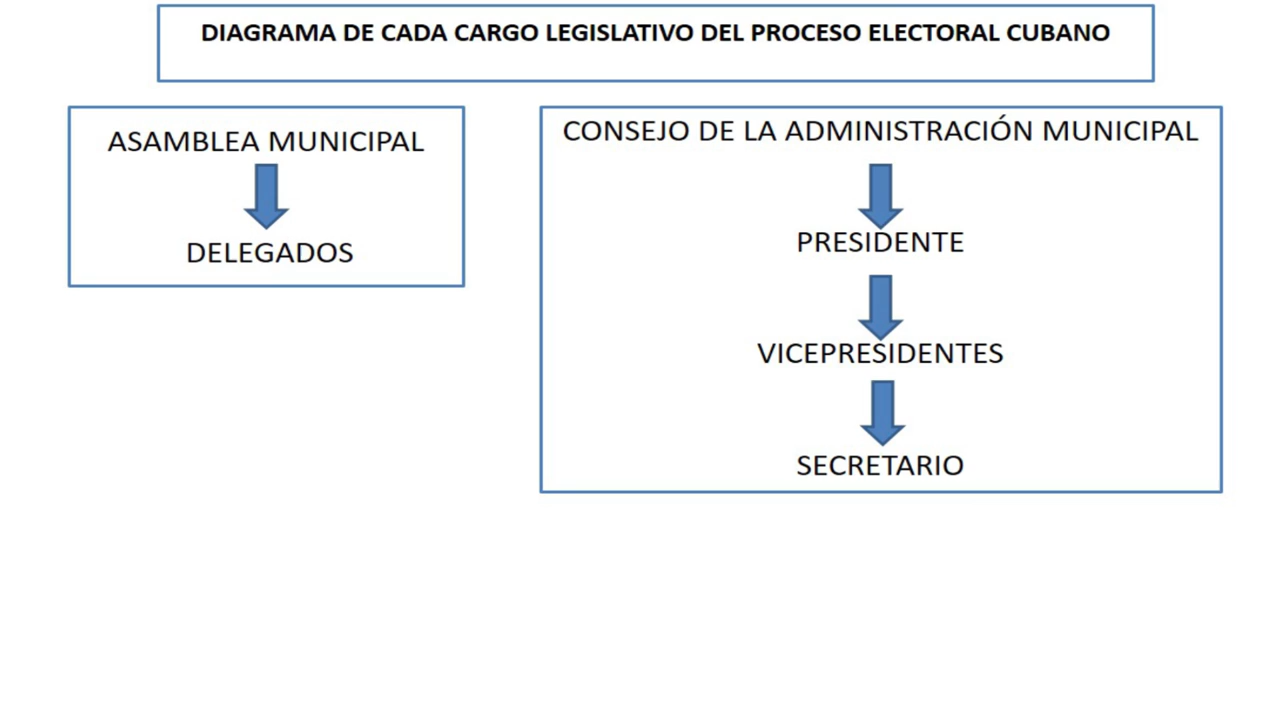 DIAGRAMA DE CADA CARGO LEGISLATIVO DEL PROCESO ELECTORAL CUBANO
ASAMBLEA MUNICIPAL
DELEGADOS
CONSEJO DE LA ADMINISTRACIÓN MUNICIPAL
PRESIDENTE
VICEPRESIDENTES
SECRETARIO